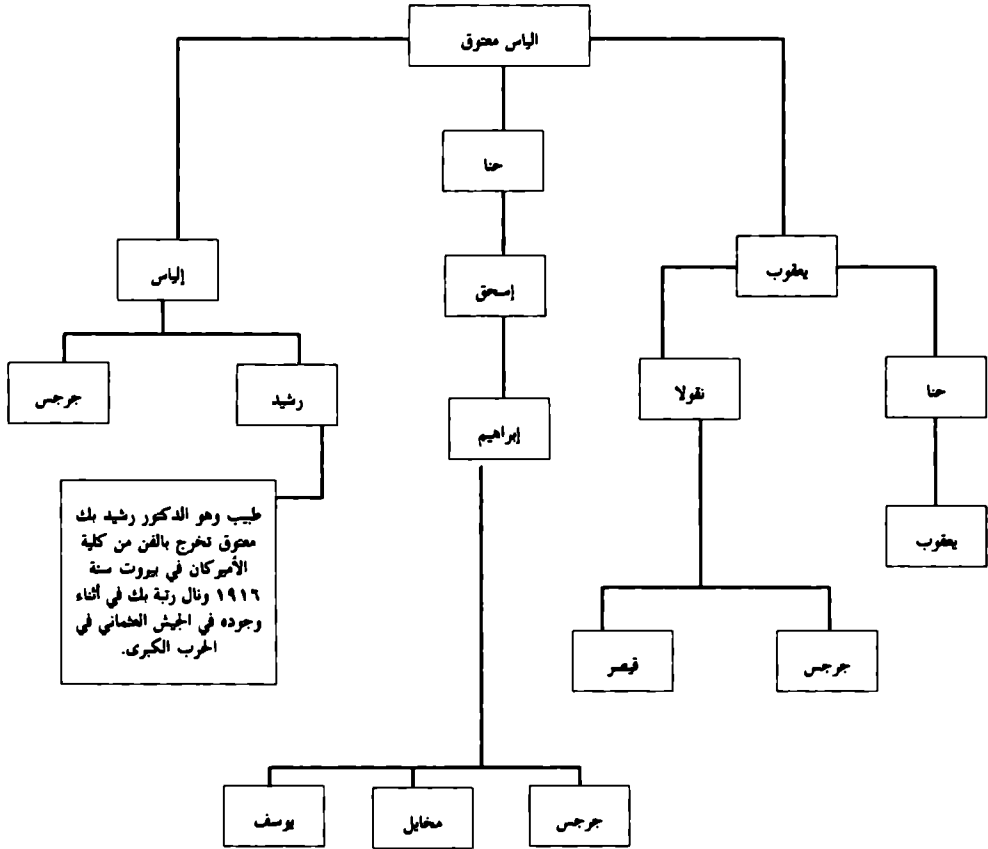 الياس معتوق
حنا
يعقوب
إلياس
إسحق
حنا
نقولا
رشيد
جرجس
إبراهيم
يعقوب
طبيب وهو الدكتور رشيد بك
معتوق تخرج بالفن من كلية
الأميركان في بيروت سنة
١٩١٦ ونال رتبة بك في أثناء
وجوده في الجيش العثماني في
الحرب الكبرى.
جرجس
قيصر
جرجس
مخايل
يوسف